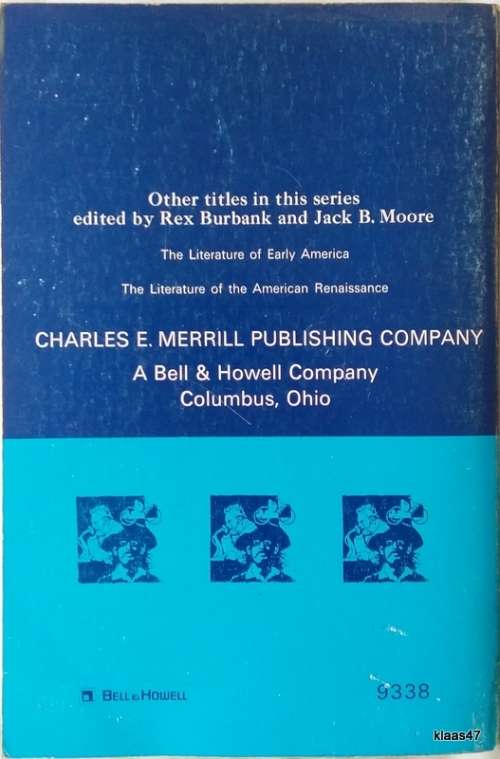 Other titles in this series
edited by Rex Burbank and Jack B. Moore
The Literature of Early America
The Literature of the American Renaissance
CHARLES E. MERRILL PUBLISHING COMPANY
A Bell & Howell Company
Columbus, Ohio
BELL & HOWELL
9338
klaas47